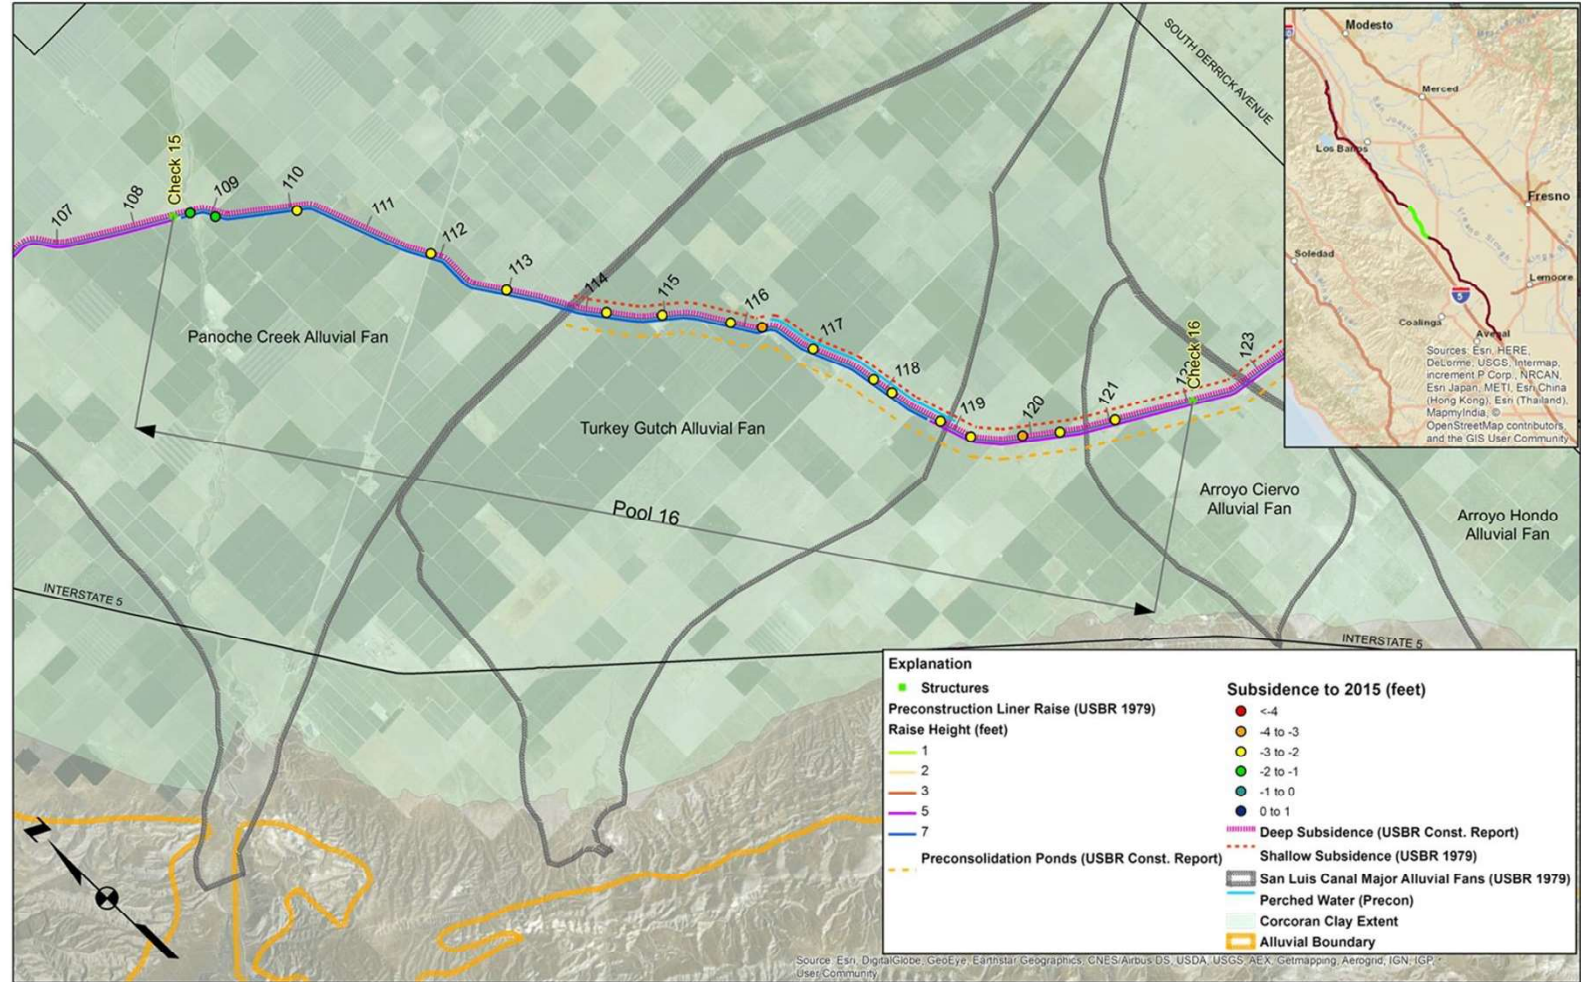 SOUTH DERRICK AVENUE
Modesto
Merced
San Joaquin River
Los Banos
Fresno
Fresno Slough
Kings River
Soledad
Lemoore
5
Coalinga
Avenal
Sources: Esri, HERE,
DeLorme, USGS, Intermap,
increment P Corp., NRCAN,
Esri Japan, METI, Esri China
(Hong Kong), Esri (Thailand),
MapmyIndia, ©
OpenStreetMap contributors,
and the GIS User Community
107
108
Check 15
109
110
111
112
113
114
115
116
117
118
119
120
121
Check 16
123
Panoche Creek Alluvial Fan
Turkey Gutch Alluvial Fan
Pool 16
Arroyo Ciervo
Alluvial Fan
Arroyo Hondo
Alluvial Fan
INTERSTATE 5
INTERSTATE 5
Z
Explanation
Structures
Preconstruction Liner Raise (USBR 1979)
Raise Height (feet)
1
2
3
5
7
Preconsolidation Ponds (USBR Const. Report)
Subsidence to 2015 (feet)
<-4
-4 to -3
-3 to -2
-2 to -1
-1 to 0
0 to 1
Deep Subsidence (USBR Const. Report)
Shallow Subsidence (USBR 1979)
San Luis Canal Major Alluvial Fans (USBR 1979)
Perched Water (Precon)
Corcoran Clay Extent
Alluvial Boundary
Source: Esri, DigitalGlobe, GeoEye, Earthstar Geographics, CNES/Airbus DS, USDA, USGS, AEX, Getmapping, Aerogrid, IGN, IGP,
User Community